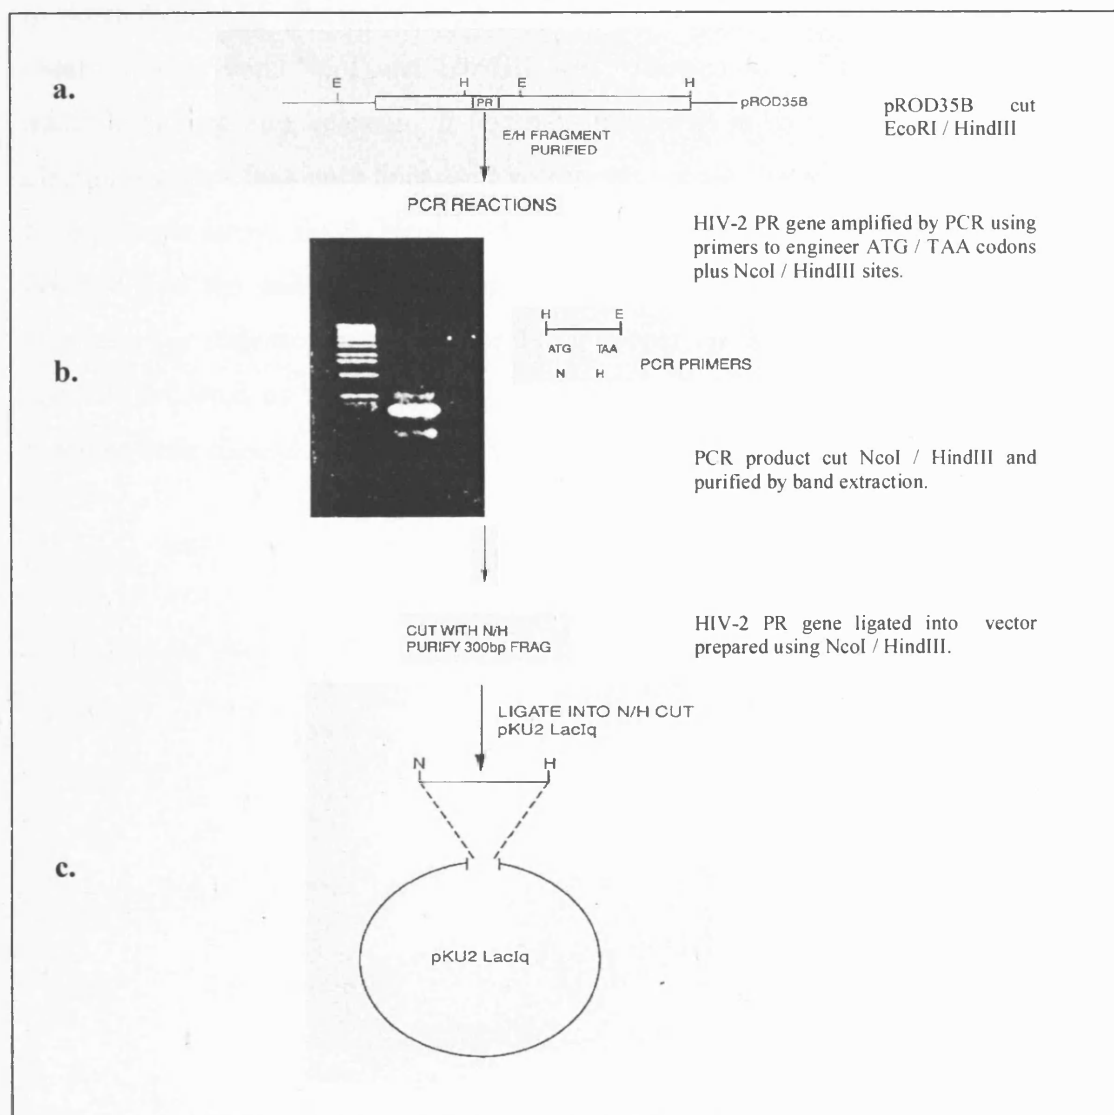 a.
E H E H
PR
pROD35B
pROD35B cut
EcoRI / HindIII
E/H FRAGMENT
PURIFIED
PCR REACTIONS
HIV-2 PR gene amplified by PCR using
primers to engineer ATG / TAA codons
plus NcoI / HindIII sites.
b.
H E
ATG TAA
N H
PCR PRIMERS
PCR product cut NcoI / HindIII and
purified by band extraction.
CUT WITH N/H
PURIFY 300bp FRAG
HIV-2 PR gene ligated into vector
prepared using NcoI / HindIII.
LIGATE INTO N/H CUT
pKU2 LacIq
N H
c.
pKU2 LacIq